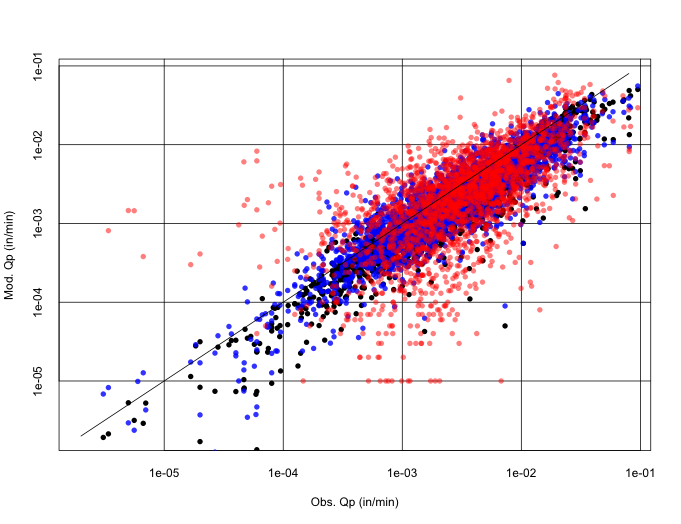 1e-01
1e-02
1e-03
1e-04
1e-05
Mod. Qp (in/min)
1e-05 1e-04 1e-03 1e-02 1e-01
Obs. Qp (in/min)